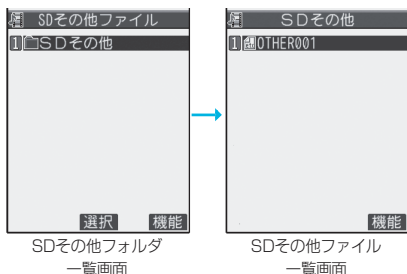 SDその他ファイル
1 SDその他
選択 機能
SDその他フォルダ
一覧画面
SDその他
1 OTHER001
機能
SDその他ファイル
一覧画面